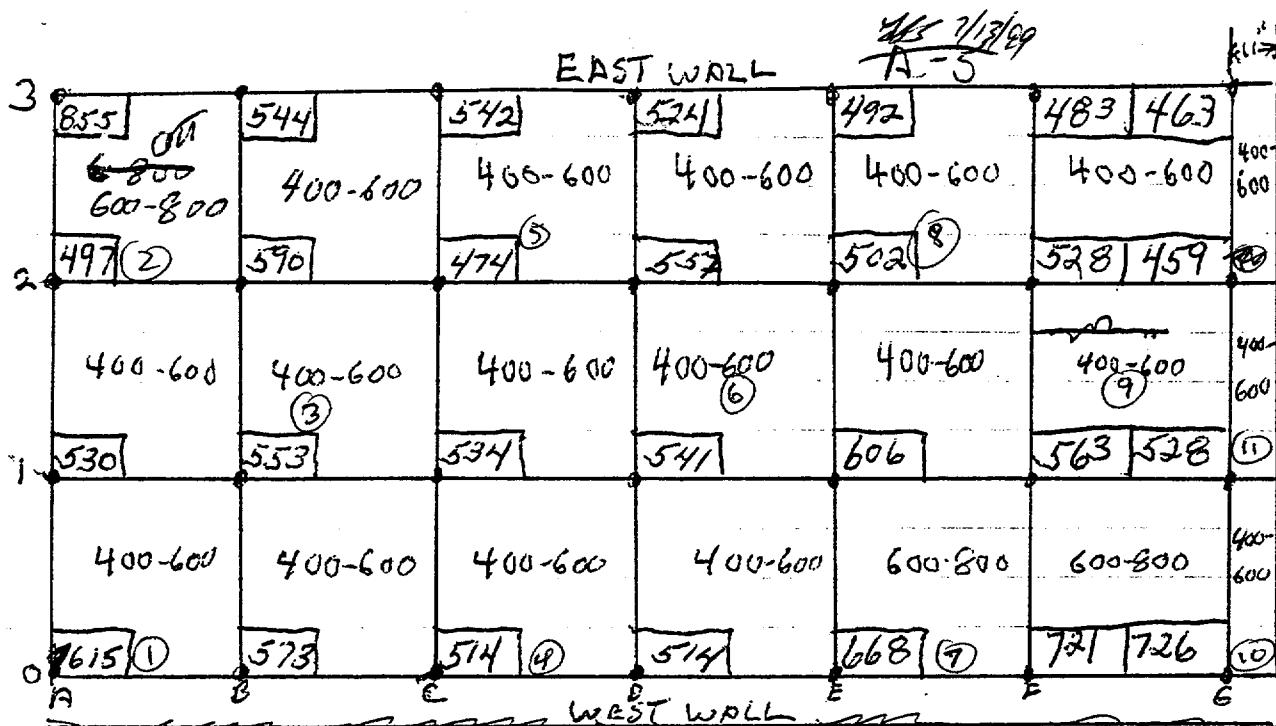 7/13/89
EAST WALL A-5
3
855 544 542 524 492 483 463
600-800 400-600 400-600 400-600 400-600 400-600 400-600
497 2 590 474 5 557 502 8 528 459
2
400-600 400-600 400-600 400-600 400-600 400-600 400-600
3 6 9
530 553 534 541 606 563 528 11
1
400-600 400-600 400-600 400-600 600-800 600-800 400-600
615 1 573 514 4 514 668 7 721 726 10
0
A B C D E F G
WEST WALL